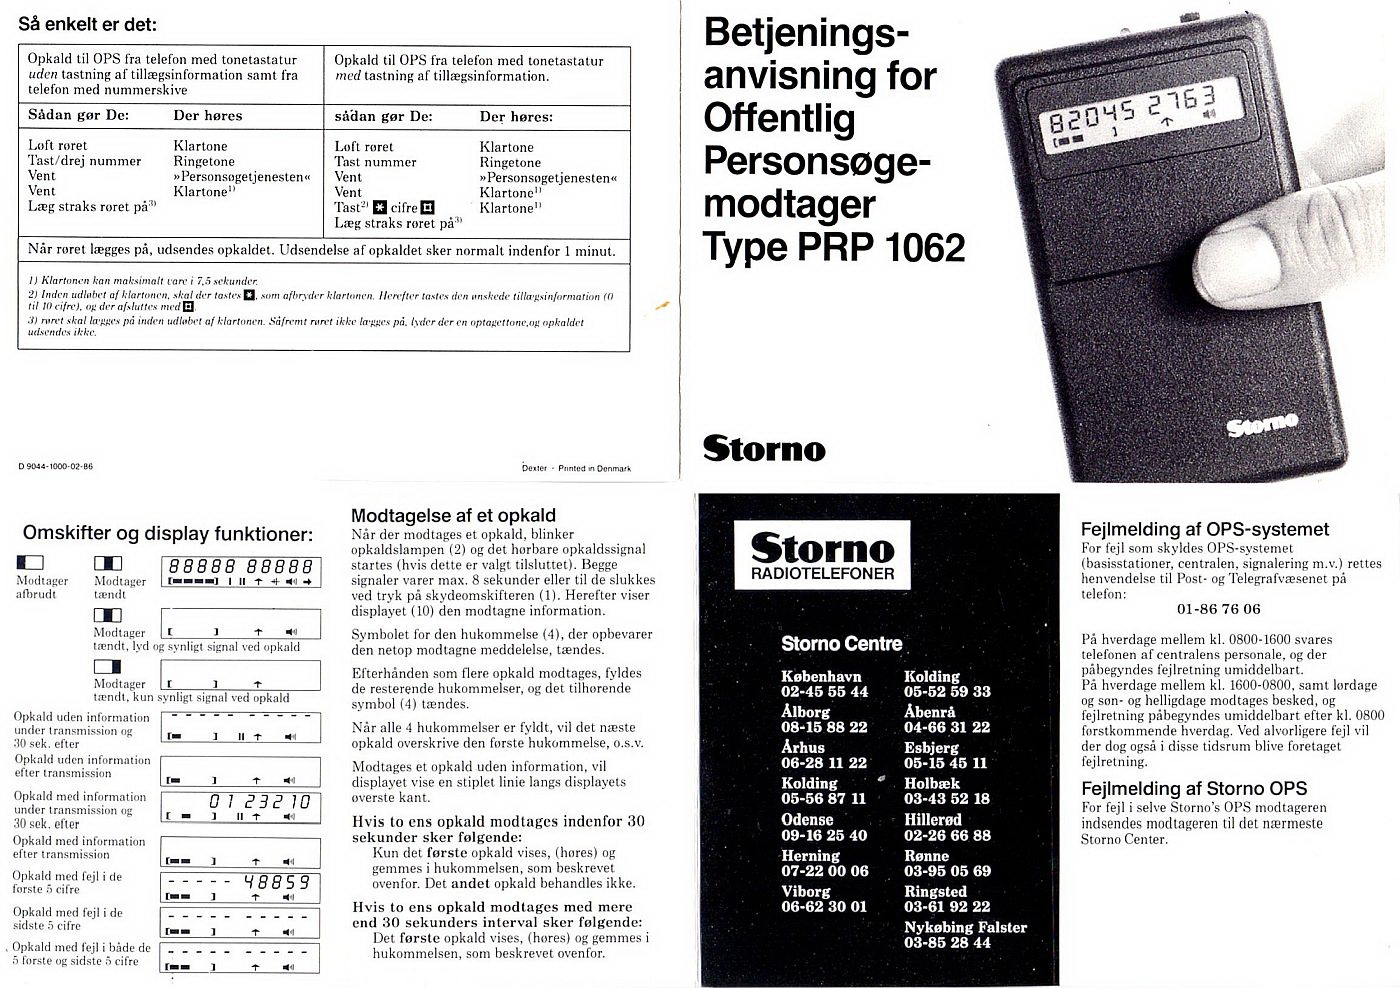 Så enkelt er det:
Opkald til OPS fra telefon med tonetastatur
uden tastning af tillægsinformation samt fra
telefon med nummerskive
Opkald til OPS fra telefon med tonetastatur
med tastning af tillægsinformation.
Sådan gør De: Der høres
sådan gør De: Der høres:
Løft røret Klartone
Tast/drej nummer Ringetone
Vent »Personsøgetjenesten«
Vent Klartone1)
Læg straks røret på3)
Løft røret Klartone
Tast nummer Ringetone
Vent »Personsøgetjenesten«
Vent Klartone1)
Tast2) * cifre ¤ Klartone1)
Læg straks røret på3)
Når røret lægges på, udsendes opkaldet. Udsendelse af opkaldet sker normalt indenfor 1 minut.
1) Klartonen kan maksimalt vare i 7,5 sekunder.
2) Inden udløbet af klartonen, skal der tastes *, som afbryder klartonen. Herefter tastes den ønskede tillægsinformation (0
til 10 cifre), og der afsluttes med ¤
3) røret skal lægges på inden udløbet af klartonen. Såfremt røret ikke lægges på, lyder der en optagettone,og opkaldet
udsendes ikke.
D 9044-1000-02-86
Dexter - Printed in Denmark
Betjenings-
anvisning for
Offentlig
Personsøge-
modtager
Type PRP 1062
Storno
82045 2763
Storno
Omskifter og display funktioner:
Modtager
afbrudt
Modtager
tændt
88888 88888
Modtager
tændt, lyd og synligt signal ved opkald
Modtager
tændt, kun synligt signal ved opkald
Opkald uden information
under transmission og
30 sek. efter
Opkald uden information
efter transmission
Opkald med information
under transmission og
30 sek. efter
01 23210
Opkald med information
efter transmission
Opkald med fejl i de
første 5 cifre
- - - - - 48859
Opkald med fejl i de
sidste 5 cifre
Opkald med fejl i både de
5 første og sidste 5 cifre
Modtagelse af et opkald
Når der modtages et opkald, blinker
opkaldslampen (2) og det hørbare opkaldssignal
startes (hvis dette er valgt tilsluttet). Begge
signaler varer max. 8 sekunder eller til de slukkes
ved tryk på skydeomskifteren (1). Herefter viser
displayet (10) den modtagne information.
Symbolet for den hukommelse (4), der opbevarer
den netop modtagne meddelelse, tændes.
Efterhånden som flere opkald modtages, fyldes
de resterende hukommelser, og det tilhørende
symbol (4) tændes.
Når alle 4 hukommelser er fyldt, vil det næste
opkald overskrive den første hukommelse, o.s.v.
Modtages et opkald uden information, vil
displayet vise en stiplet linie langs displayets
øverste kant.
Hvis to ens opkald modtages indenfor 30
sekunder sker følgende:
Kun det første opkald vises, (høres) og
gemmes i hukommelsen, som beskrevet
ovenfor. Det andet opkald behandles ikke.
Hvis to ens opkald modtages med mere
end 30 sekunders interval sker følgende:
Det første opkald vises, (høres) og gemmes i
hukommelsen, som beskrevet ovenfor.
Storno
RADIOTELEFONER
Storno Centre
København
02-45 55 44
Ålborg
08-15 88 22
Århus
06-28 11 22
Kolding
05-56 87 11
Odense
09-16 25 40
Herning
07-22 00 06
Viborg
06-62 30 01
Kolding
05-52 59 33
Åbenrå
04-66 31 22
Esbjerg
05-15 45 11
Holbæk
03-43 52 18
Hillerød
02-26 66 88
Rønne
03-95 05 69
Ringsted
03-61 92 22
Nykøbing Falster
03-85 28 44
Fejlmelding af OPS-systemet
For fejl som skyldes OPS-systemet
(basisstationer, centralen, signalering m.v.) rettes
henvendelse til Post- og Telegrafvæsenet på
telefon:
01-86 76 06
På hverdage mellem kl. 0800-1600 svares
telefonen af centralens personale, og der
påbegyndes fejlretning umiddelbart.
På hverdage mellem kl. 1600-0800, samt lørdage
og søn- og helligdage modtages besked, og
fejlretning påbegyndes umiddelbart efter kl. 0800
førstkommende hverdag. Ved alvorligere fejl vil
der dog også i disse tidsrum blive foretaget
fejlretning.
Fejlmelding af Storno OPS
For fejl i selve Storno's OPS modtageren
indsendes modtageren til det nærmeste
Storno Center.